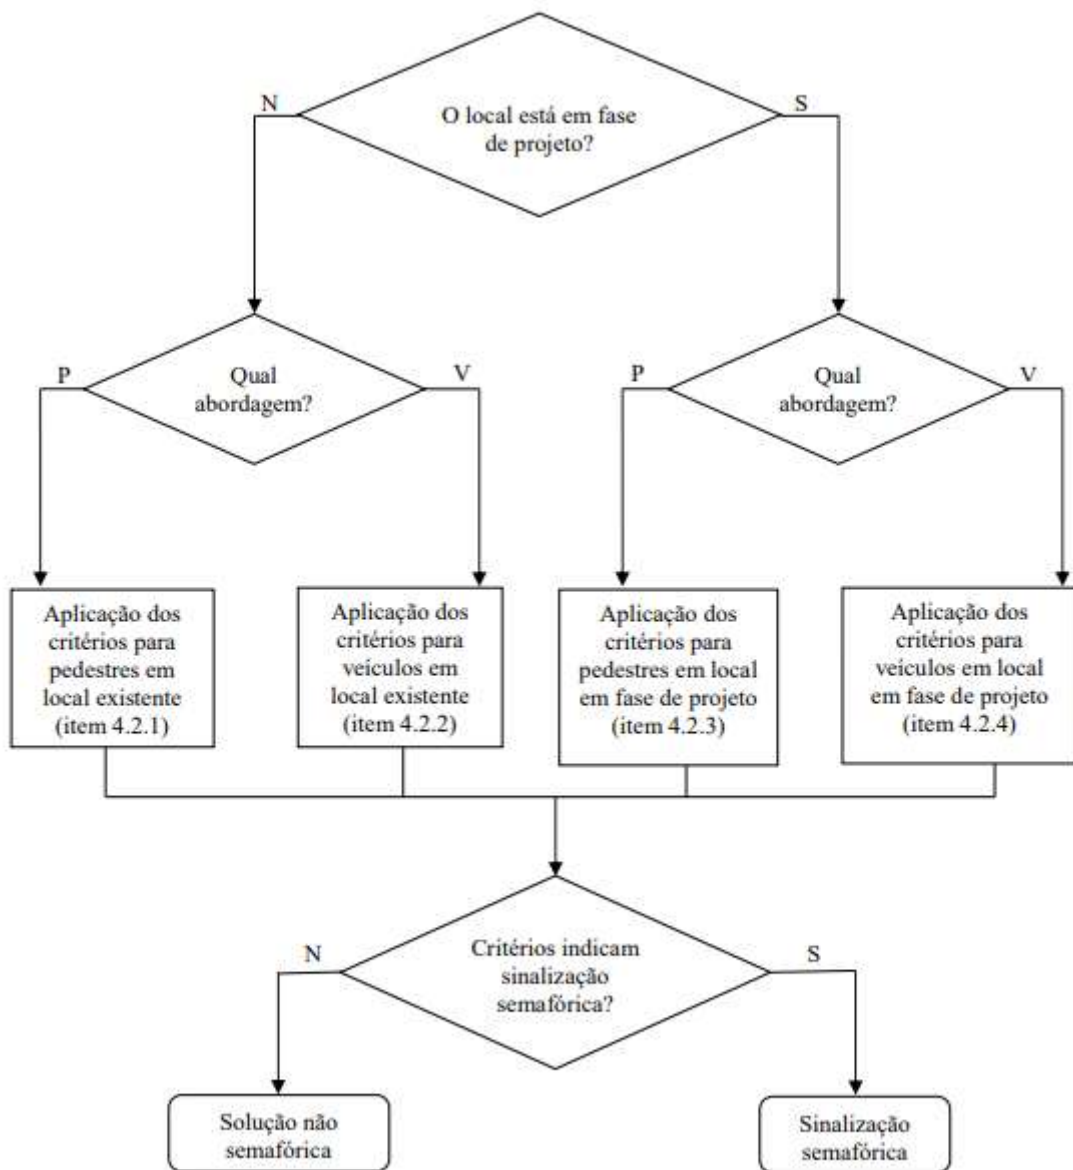 N
S
O local está em fase
de projeto?
P
Qual
abordagem?
V
P
Qual
abordagem?
V
Aplicação dos
critérios para
pedestres em
local existente
(item 4.2.1)
Aplicação dos
critérios para
veículos em
local existente
(item 4.2.2)
Aplicação dos
critérios para
pedestres em local
em fase de projeto
(item 4.2.3)
Aplicação dos
critérios para
veículos em local
em fase de projeto
(item 4.2.4)
N
Critérios indicam
sinalização
semafórica?
S
Solução não
semafórica
Sinalização
semafórica